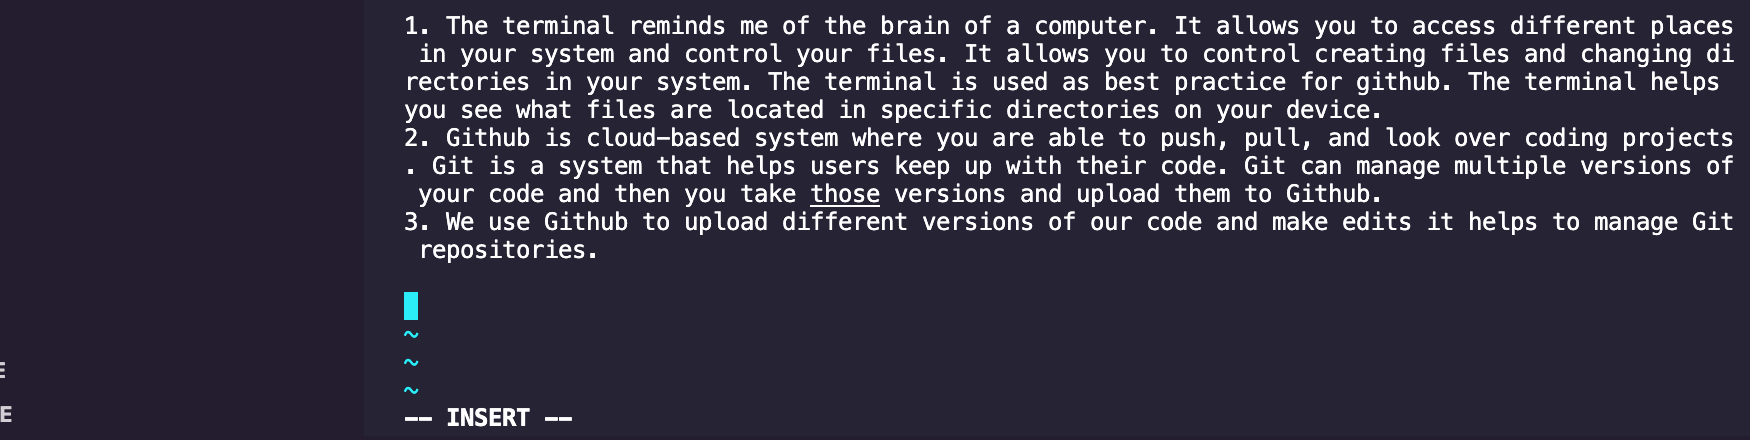 1. The terminal reminds me of the brain of a computer. It allows you to access different places
in your system and control your files. It allows you to control creating files and changing di
rectories in your system. The terminal is used as best practice for github. The terminal helps
you see what files are located in specific directories on your device.
2. Github is cloud-based system where you are able to push, pull, and look over coding projects
. Git is a system that helps users keep up with their code. Git can manage multiple versions of
your code and then you take those versions and upload them to Github.
3. We use Github to upload different versions of our code and make edits it helps to manage Git
repositories.
~
~
E
~
-- INSERT --
E